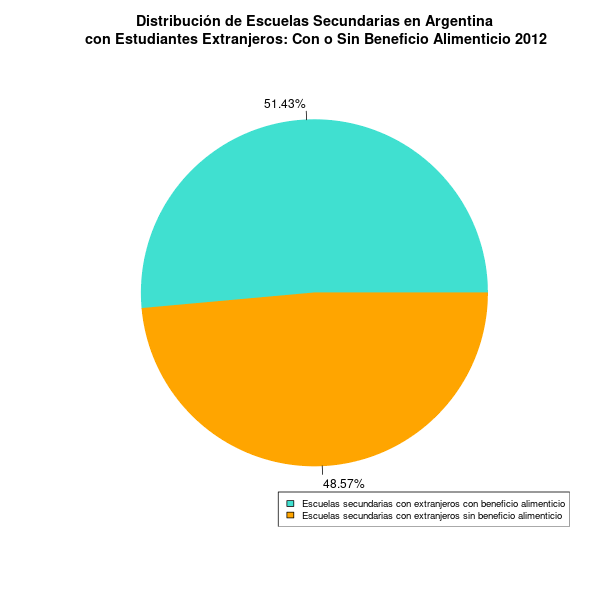 Distribución de Escuelas Secundarias en Argentina
con Estudiantes Extranjeros: Con o Sin Beneficio Alimenticio 2012
51.43%
48.57%
Escuelas secundarias con extranjeros con beneficio alimenticio
Escuelas secundarias con extranjeros sin beneficio alimenticio